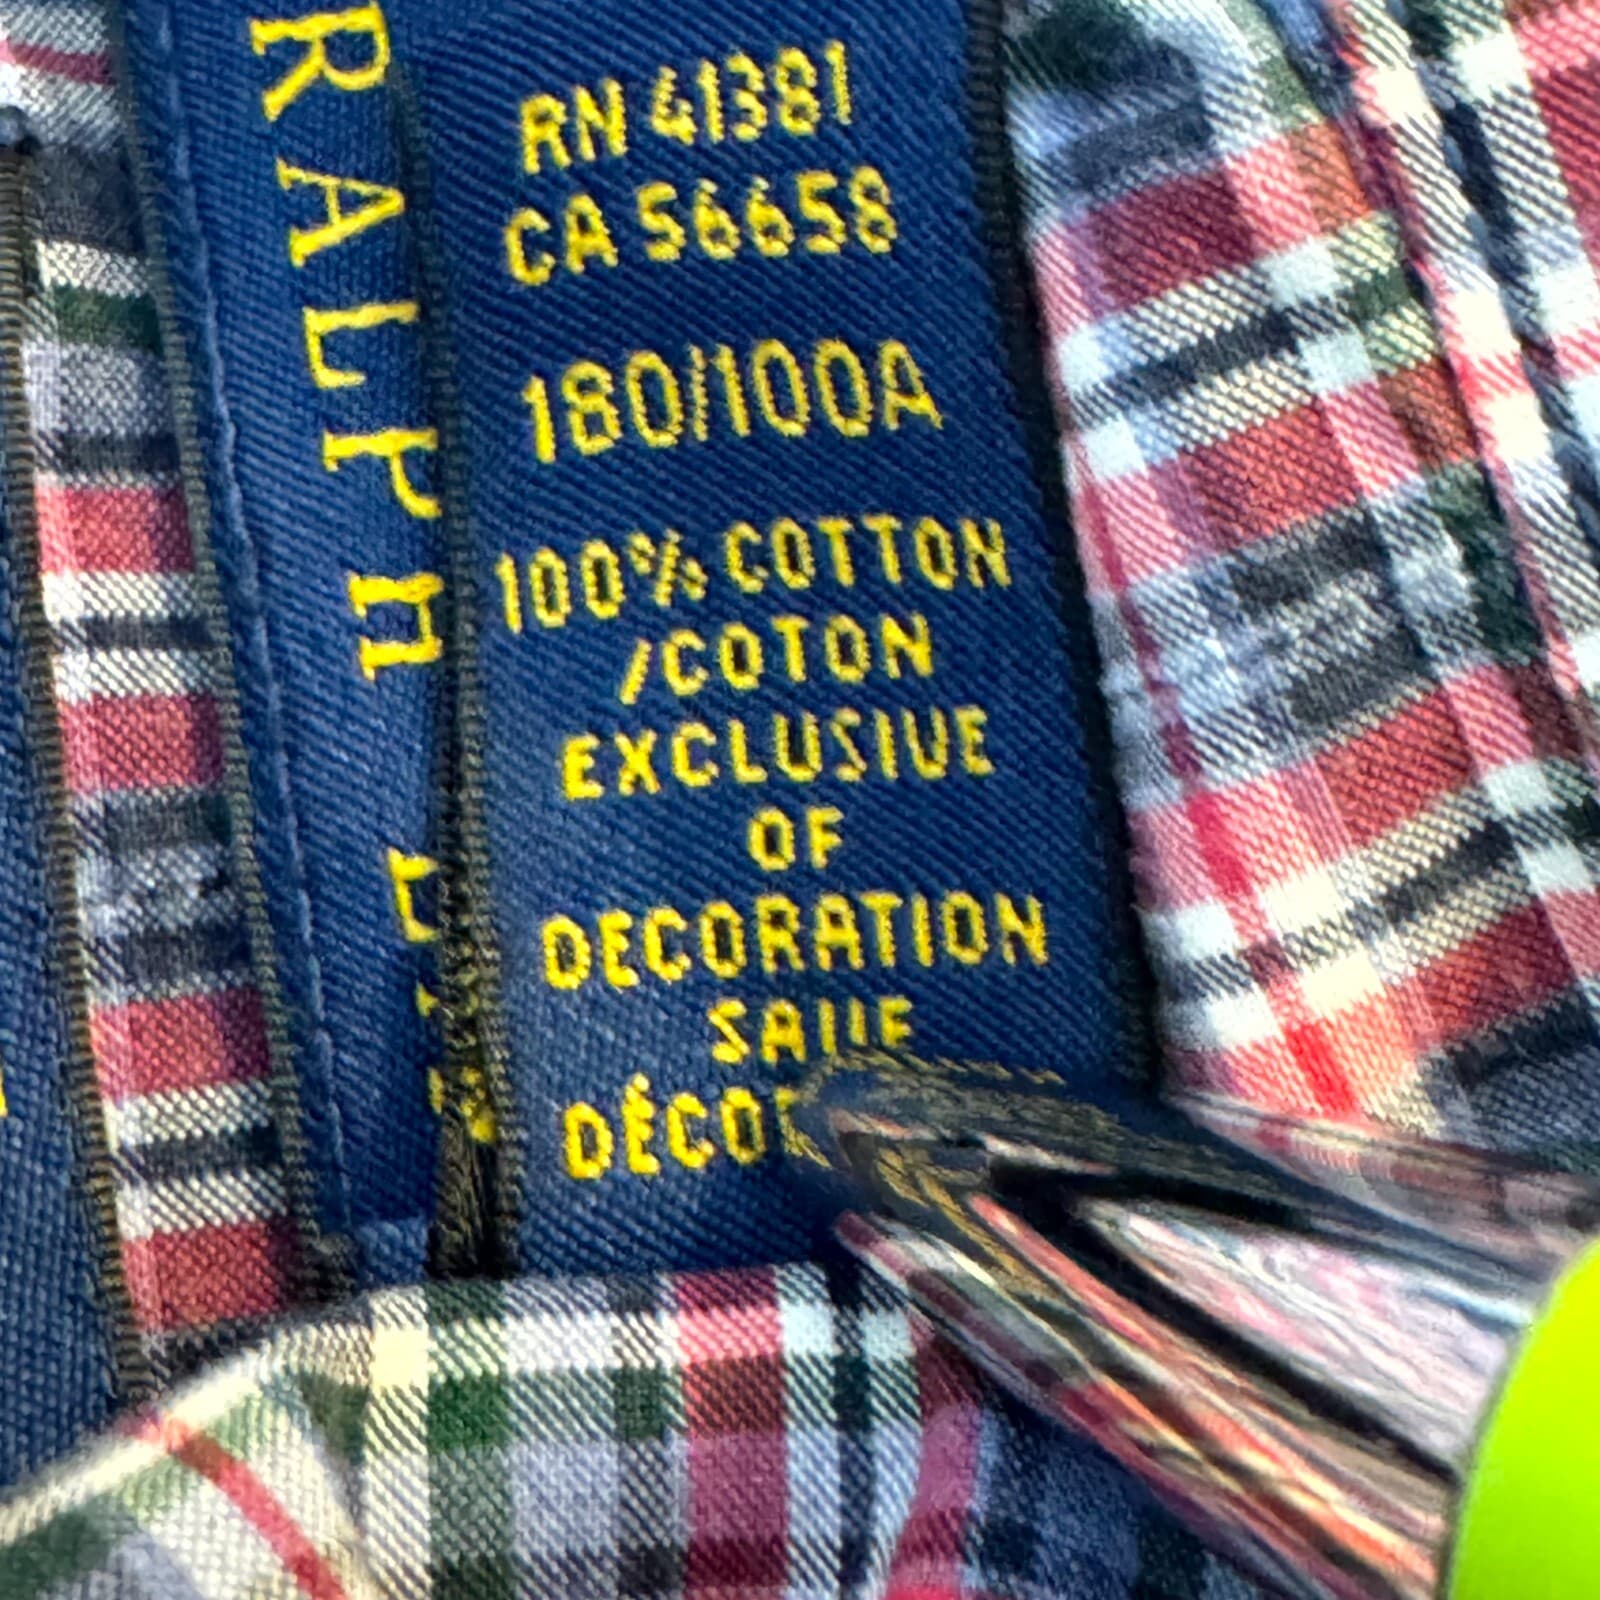 RALPH
RN 41381
CA 56658
180/100A
100% COTTON
/COTON
EXCLUSIVE
OF
DECORATION
SAUF